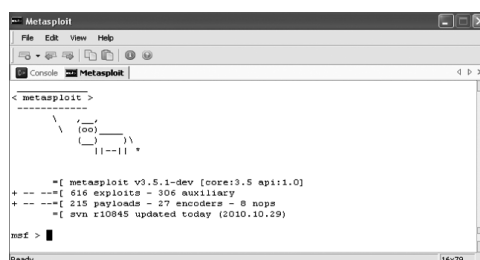 Metasploit
File Edit View Help
Console Metasploit
< metasploit >
------------
\ ,__,
\ (oo)____
(__) )\
||--|| *
=[ metasploit v3.5.1-dev [core:3.5 api:1.0]
+ -- --=[ 616 exploits - 306 auxiliary
+ -- --=[ 215 payloads - 27 encoders - 8 nops
=[ svn r10845 updated today (2010.10.29)
msf >
Ready 16x79